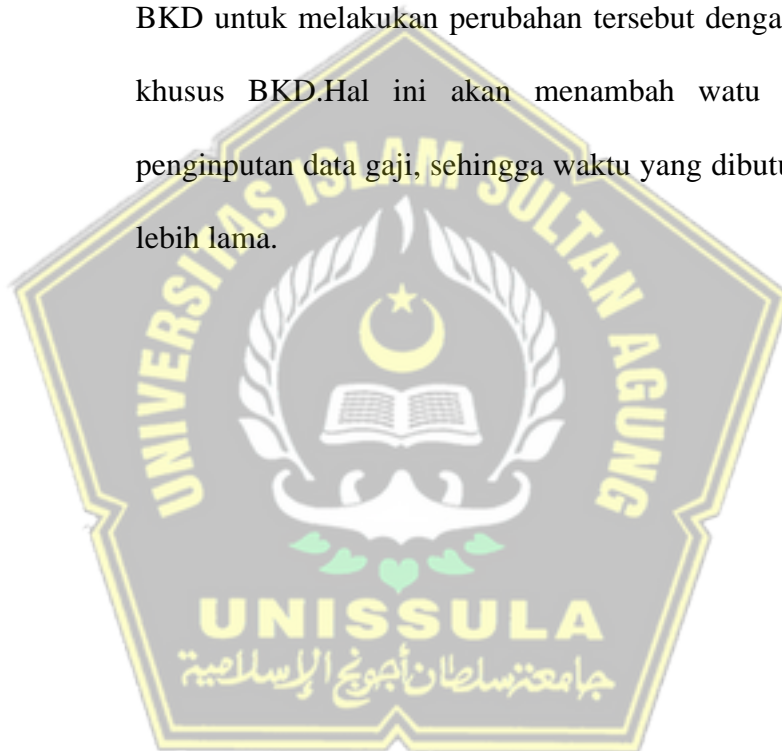 BKD untuk melakukan perubahan tersebut denga
khusus BKD.Hal ini akan menambah watu
penginputan data gaji, sehingga waktu yang dibutu
lebih lama.
UNIVERSITAS ISLAM SULTAN AGUNG
UNISSULA
جامعة سلطان أجونج الإسلامية